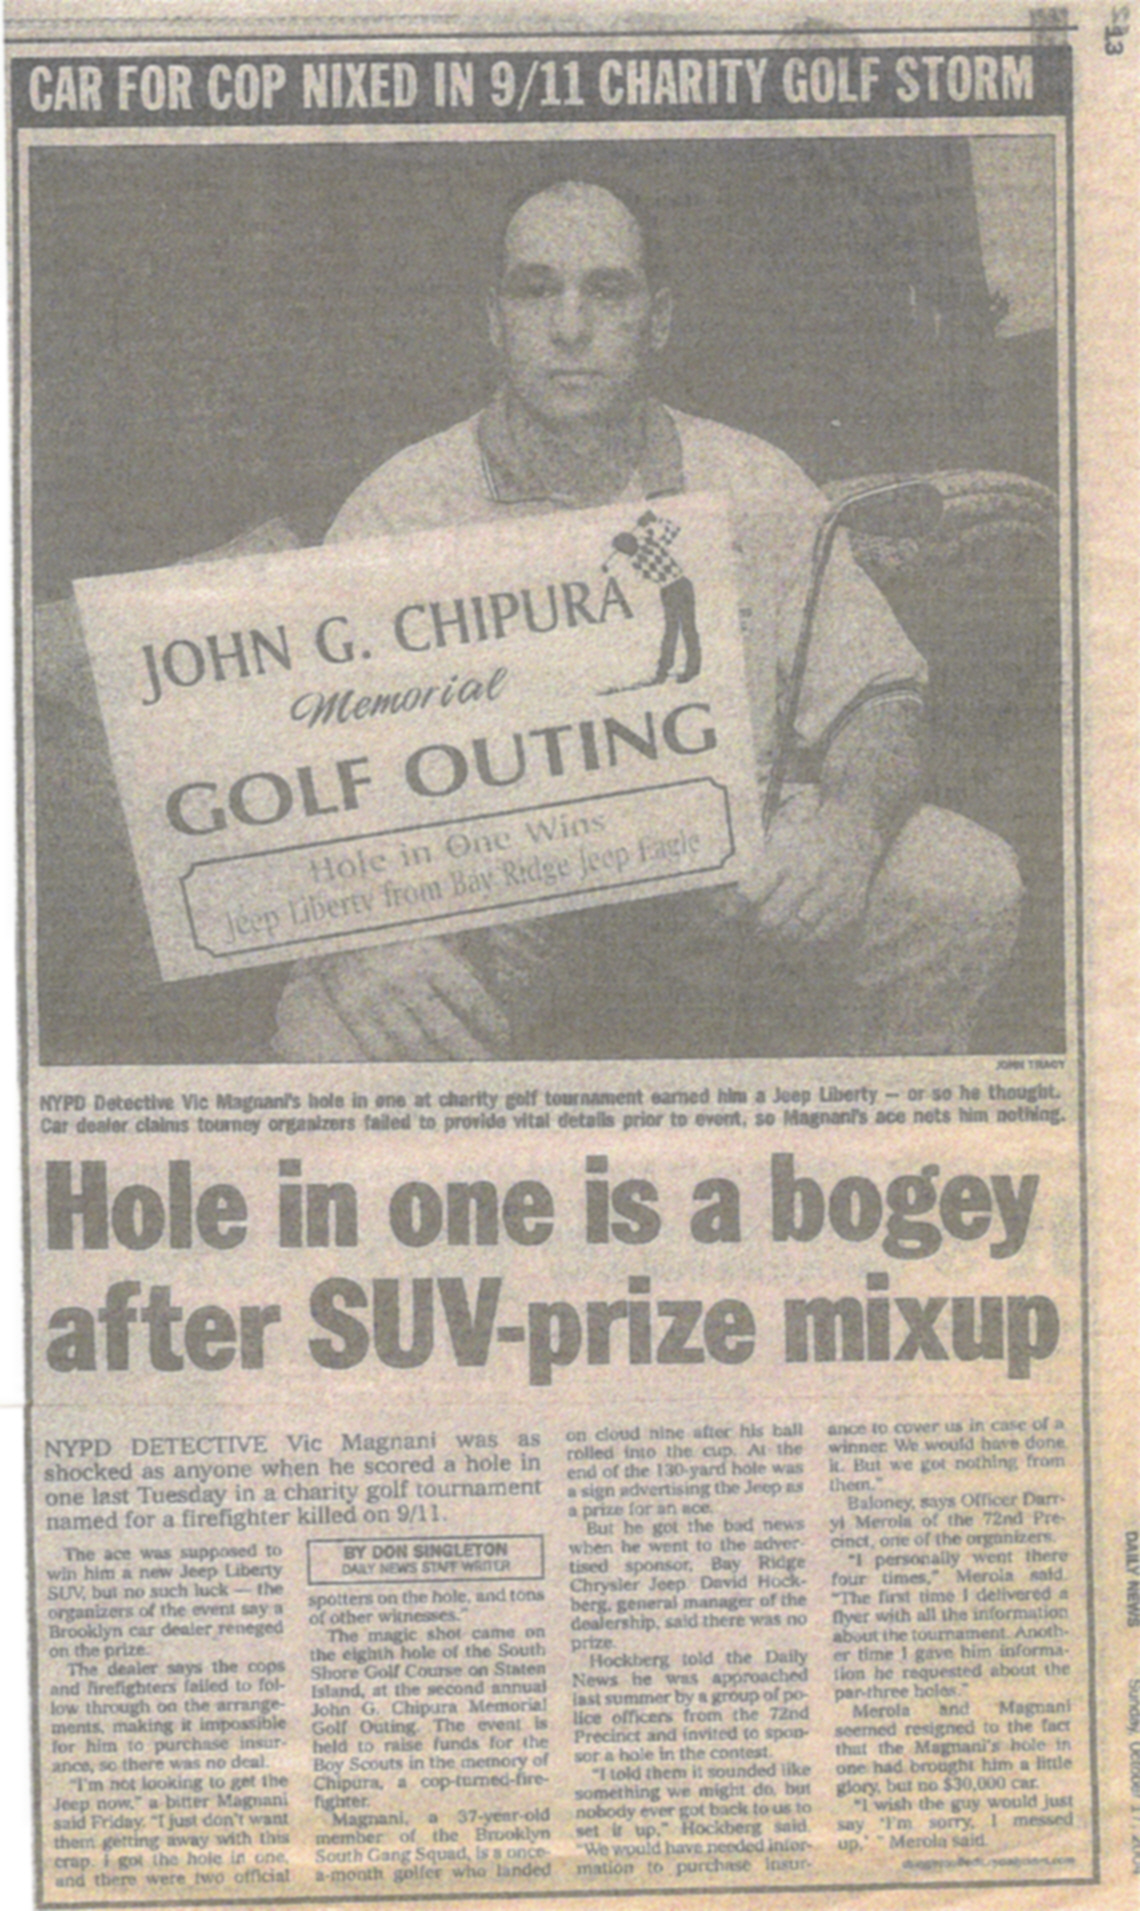 13
CAR FOR COP NIXED IN 9/11 CHARITY GOLF STORM
JOHN G. CHIPURA
Memorial
GOLF OUTING
Hole in One Wins
Jeep Liberty from Bay Ridge Jeep Eagle
JOHN TRACY
NYPD Detective Vic Magnani's hole in one at charity golf tournament earned him a Jeep Liberty — or so he thought.
Car dealer claims tourney organizers failed to provide vital details prior to event, so Magnani's ace nets him nothing.
Hole in one is a bogey
after SUV-prize mixup
NYPD DETECTIVE Vic Magnani was as
shocked as anyone when he scored a hole in
one last Tuesday in a charity golf tournament
named for a firefighter killed on 9/11.
The ace was supposed to
win him a new Jeep Liberty
SUV, but no such luck — the
organizers of the event say a
Brooklyn car dealer reneged
on the prize.
The dealer says the cops
and firefighters failed to fol-
low through on the arrange-
ments, making it impossible
for him to purchase insur-
ance, so there was no deal.
"I'm not looking to get the
Jeep now," a bitter Magnani
said Friday. "I just don't want
them getting away with this
crap. I got the hole in one,
and there were two official
BY DON SINGLETON
DAILY NEWS STAFF WRITER
spotters on the hole, and tons
of other witnesses."
The magic shot came on
the eighth hole of the South
Shore Golf Course on Staten
Island, at the second annual
John G. Chipura Memorial
Golf Outing. The event is
held to raise funds for the
Boy Scouts in the memory of
Chipura, a cop-turned-fire-
fighter.
Magnani, a 37-year-old
member of the Brooklyn
South Gang Squad, is a once-
a-month golfer who landed
on cloud nine after his ball
rolled into the cup. At the
end of the 130-yard hole was
a sign advertising the Jeep as
a prize for an ace.
But he got the bad news
when he went to the adver-
tised sponsor, Bay Ridge
Chrysler Jeep. David Hock-
berg, general manager of the
dealership, said there was no
prize.
Hockberg told the Daily
News he was approached
last summer by a group of po-
lice officers from the 72nd
Precinct and invited to spon-
sor a hole in the contest.
"I told them it sounded like
something we might do, but
nobody ever got back to us to
set it up," Hockberg said.
"We would have needed infor-
mation to purchase insur-
ance to cover us in case of a
winner. We would have done
it. But we got nothing from
them."
Baloney, says Officer Darr-
yl Merola of the 72nd Pre-
cinct, one of the organizers.
"I personally went there
four times," Merola said.
"The first time I delivered a
flyer with all the information
about the tournament. Anoth-
er time I gave him informa-
tion he requested about the
par-three holes."
Merola and Magnani
seemed resigned to the fact
that the Magnani's hole in
one had brought him a little
glory, but no $30,000 car.
"I wish the guy would just
say 'I'm sorry, I messed
up,' " Merola said.
DAILY NEWS
Sunday, October 17, 2004